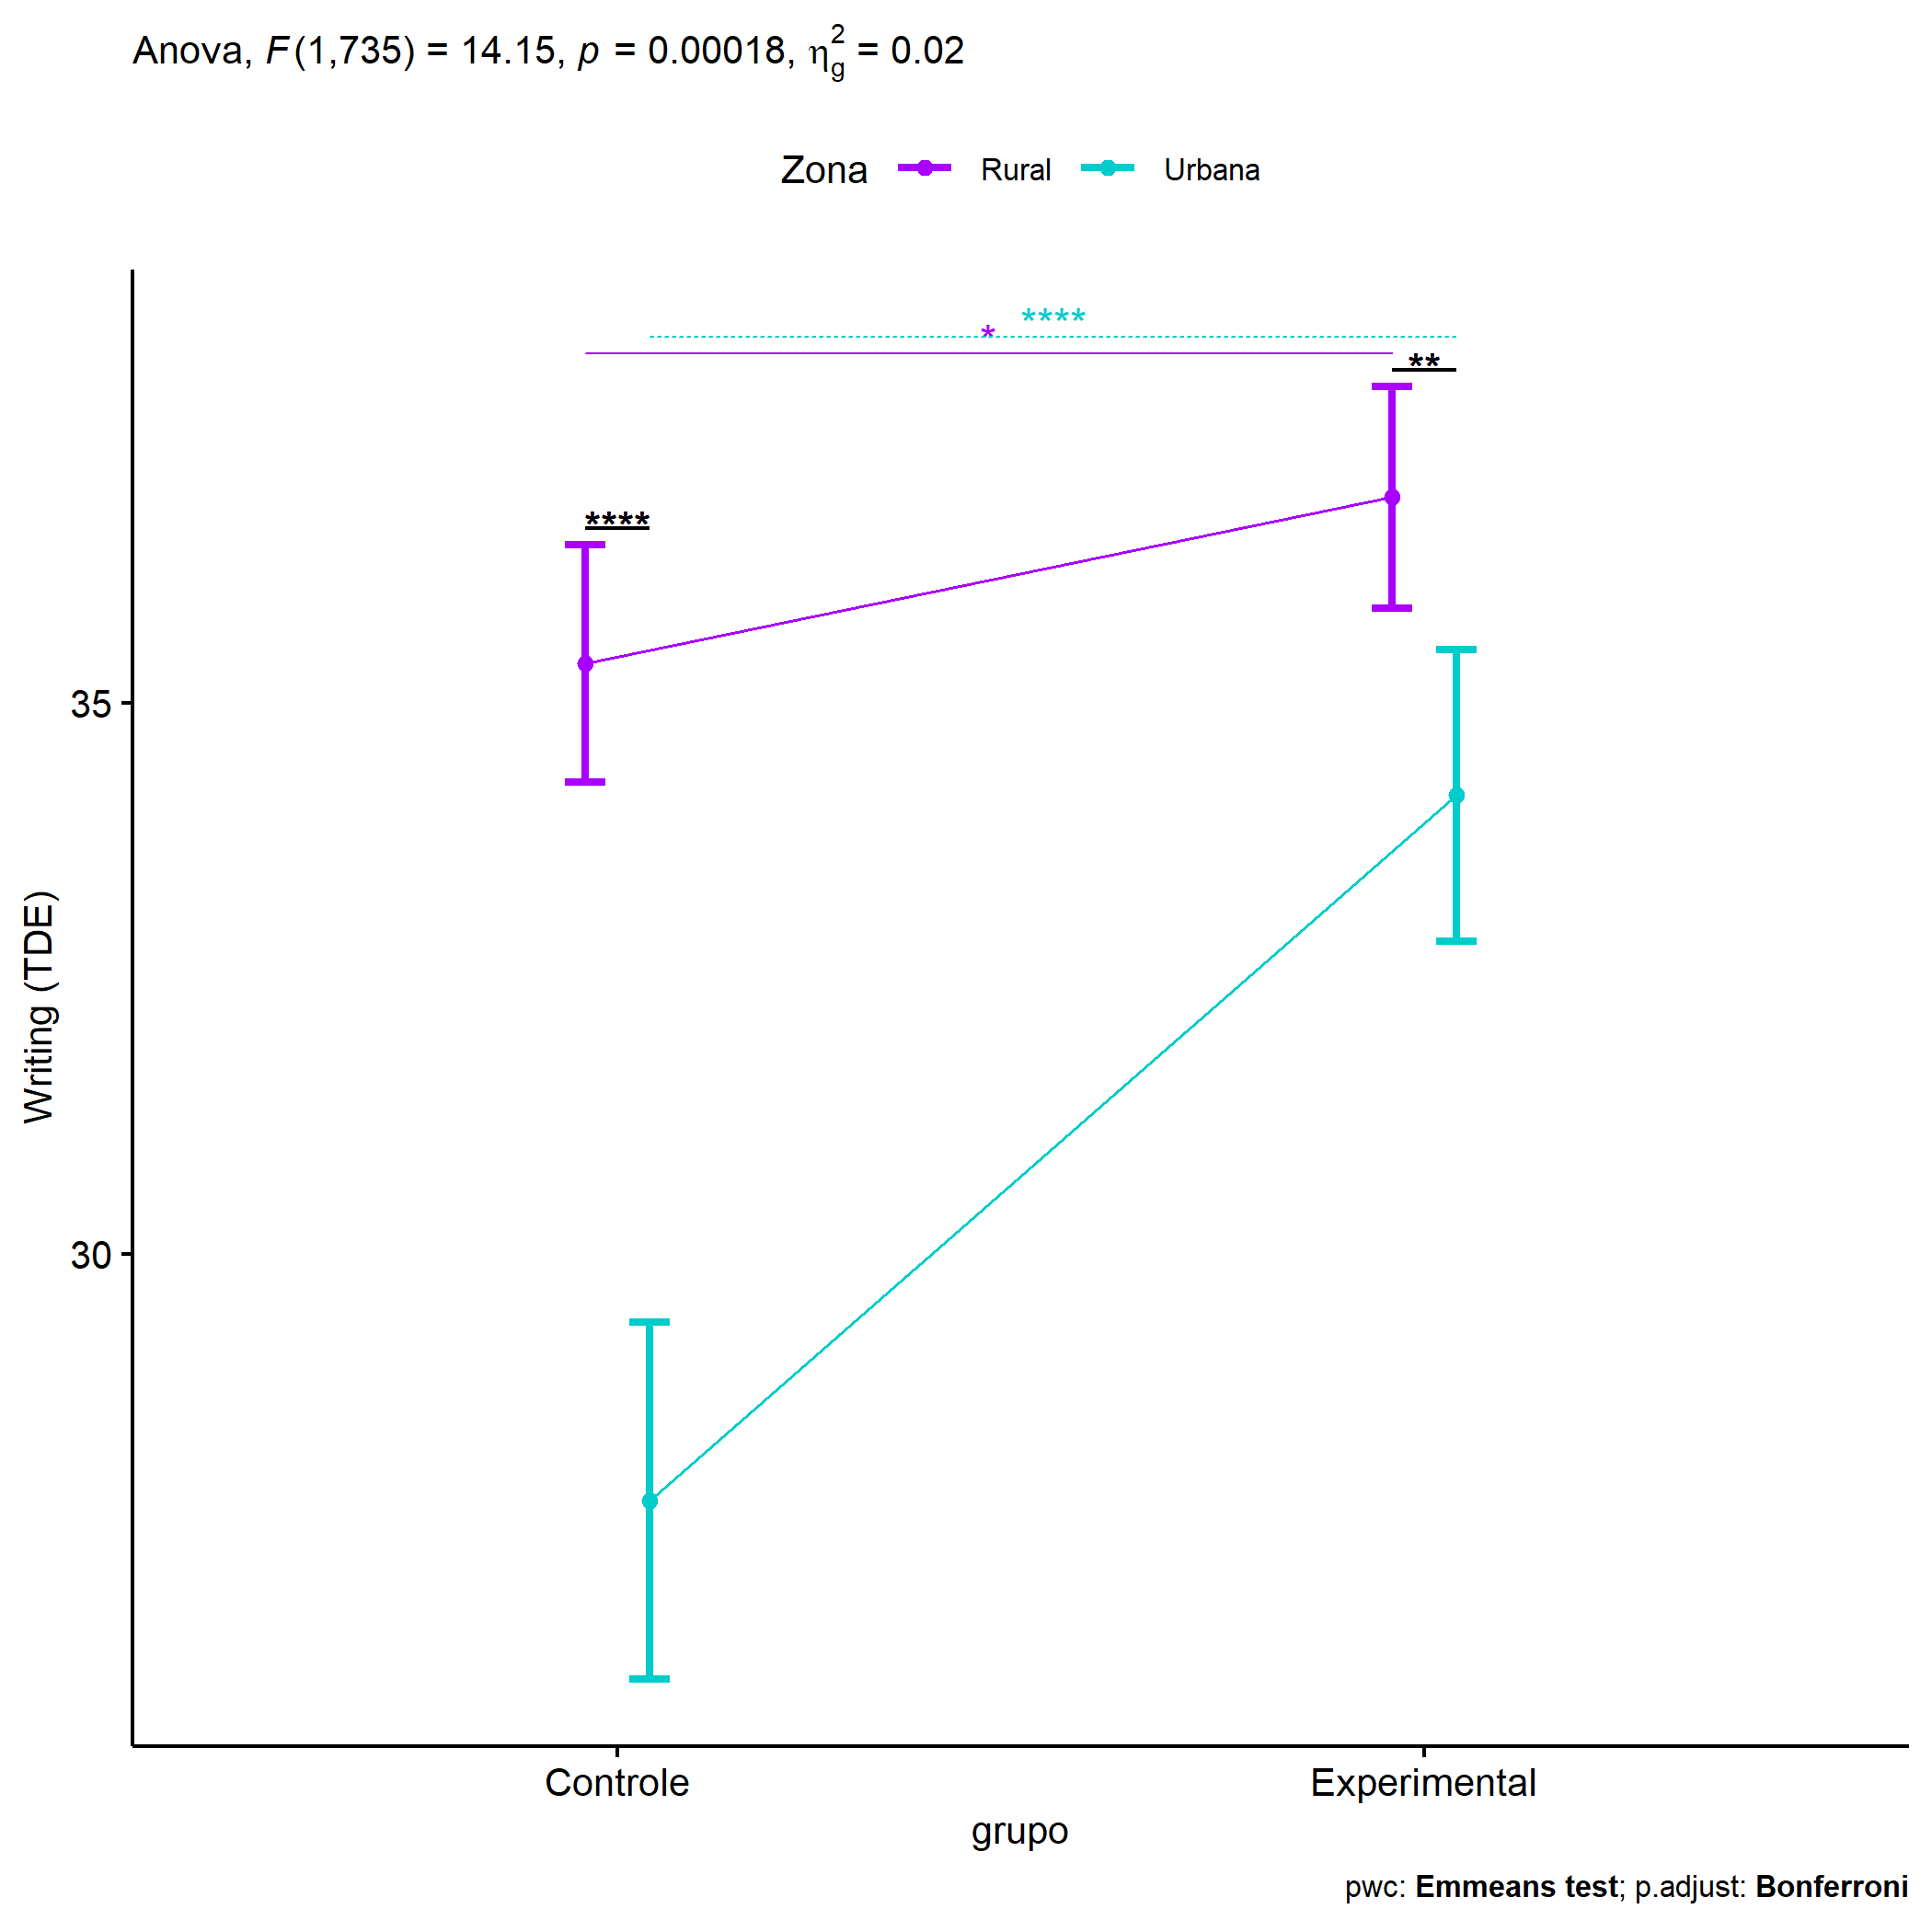 Anova, F(1,735) = 14.15, p = 0.00018, η²g = 0.02
Zona Rural Urbana
****
*
**
****
35
Writing (TDE)
30
Controle Experimental
grupo
pwc: Emmeans test; p.adjust: Bonferroni